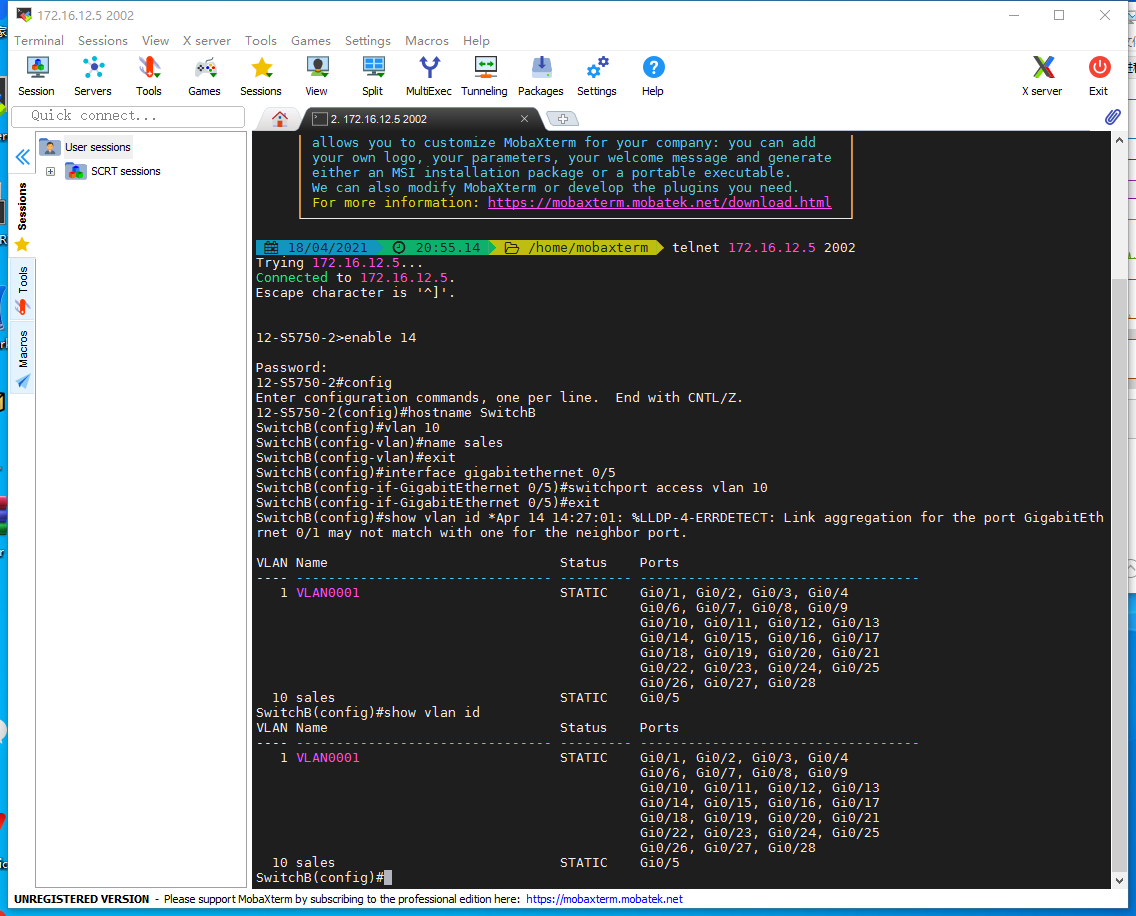 172.16.12.5 2002
Terminal Sessions View X server Tools Games Settings Macros Help
Session Servers Tools Games Sessions View Split MultiExec Tunneling Packages Settings Help X server Exit
Quick connect...
2. 172.16.12.5 2002
User sessions
SCRT sessions
Sessions
Tools
Macros
allows you to customize MobaXterm for your company: you can add
your own logo, your parameters, your welcome message and generate
either an MSI installation package or a portable executable.
We can also modify MobaXterm or develop the plugins you need.
For more information: https://mobaxterm.mobatek.net/download.html
18/04/2021 20:55.14 /home/mobaxterm telnet 172.16.12.5 2002
Trying 172.16.12.5...
Connected to 172.16.12.5.
Escape character is '^]'.
12-S5750-2>enable 14
Password:
12-S5750-2#config
Enter configuration commands, one per line.  End with CNTL/Z.
12-S5750-2(config)#hostname SwitchB
SwitchB(config)#vlan 10
SwitchB(config-vlan)#name sales
SwitchB(config-vlan)#exit
SwitchB(config)#interface gigabitethernet 0/5
SwitchB(config-if-GigabitEthernet 0/5)#switchport access vlan 10
SwitchB(config-if-GigabitEthernet 0/5)#exit
SwitchB(config)#show vlan id *Apr 14 14:27:01: %LLDP-4-ERRDETECT: Link aggregation for the port GigabitEth
rnet 0/1 may not match with one for the neighbor port.
VLAN Name Status Ports
---- -------------------------------- --------- -----------------------------------
1 VLAN0001 STATIC Gi0/1, Gi0/2, Gi0/3, Gi0/4
Gi0/6, Gi0/7, Gi0/8, Gi0/9
Gi0/10, Gi0/11, Gi0/12, Gi0/13
Gi0/14, Gi0/15, Gi0/16, Gi0/17
Gi0/18, Gi0/19, Gi0/20, Gi0/21
Gi0/22, Gi0/23, Gi0/24, Gi0/25
Gi0/26, Gi0/27, Gi0/28
10 sales STATIC Gi0/5
SwitchB(config)#show vlan id
VLAN Name Status Ports
---- -------------------------------- --------- -----------------------------------
1 VLAN0001 STATIC Gi0/1, Gi0/2, Gi0/3, Gi0/4
Gi0/6, Gi0/7, Gi0/8, Gi0/9
Gi0/10, Gi0/11, Gi0/12, Gi0/13
Gi0/14, Gi0/15, Gi0/16, Gi0/17
Gi0/18, Gi0/19, Gi0/20, Gi0/21
Gi0/22, Gi0/23, Gi0/24, Gi0/25
Gi0/26, Gi0/27, Gi0/28
10 sales STATIC Gi0/5
SwitchB(config)#
UNREGISTERED VERSION - Please support MobaXterm by subscribing to the professional edition here: https://mobaxterm.mobatek.net